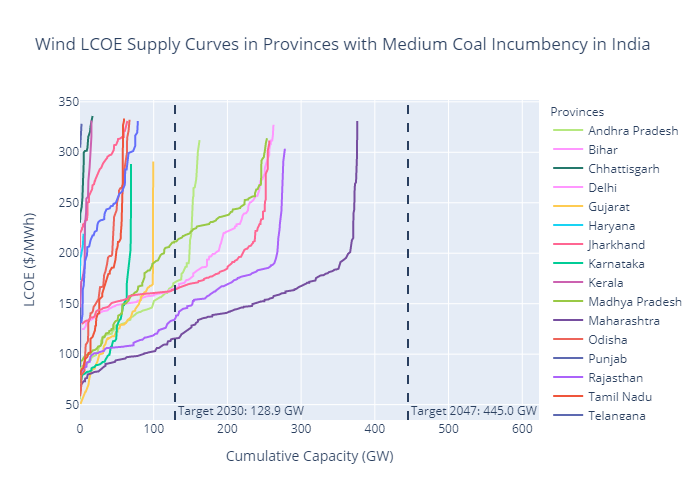 Wind LCOE Supply Curves in Provinces with Medium Coal Incumbency in India
LCOE ($/MWh)
350
300
250
200
150
100
50
0
100
200
300
400
500
600
Cumulative Capacity (GW)
Target 2030: 128.9 GW
Target 2047: 445.0 GW
Provinces
Andhra Pradesh
Bihar
Chhattisgarh
Delhi
Gujarat
Haryana
Jharkhand
Karnataka
Kerala
Madhya Pradesh
Maharashtra
Odisha
Punjab
Rajasthan
Tamil Nadu
Telangana